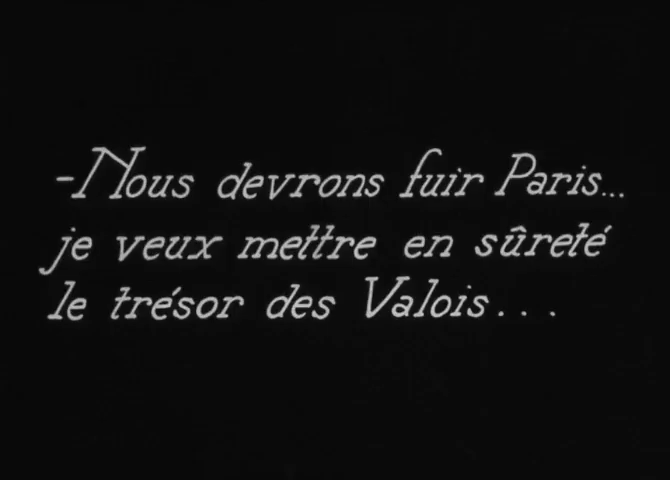 -Nous devrons fuir Paris...
je veux mettre en sûreté
le trésor des Valois...